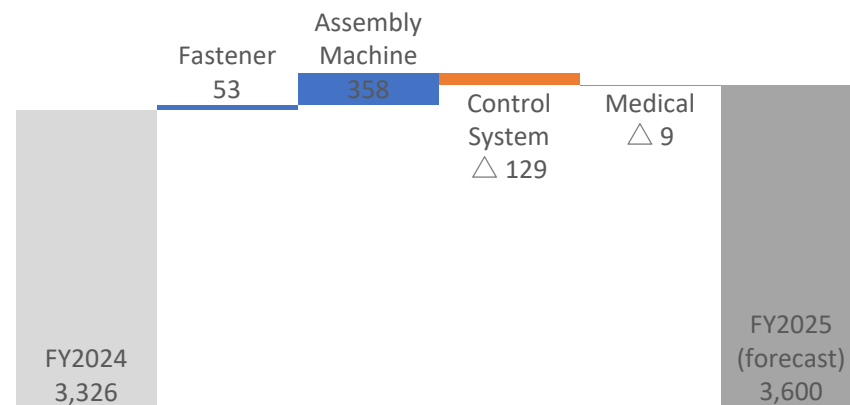 Fastener
53
Assembly
Machine
358
Control
System
△ 129
Medical
△ 9
FY2024
3,326
FY2025
(forecast)
3,600